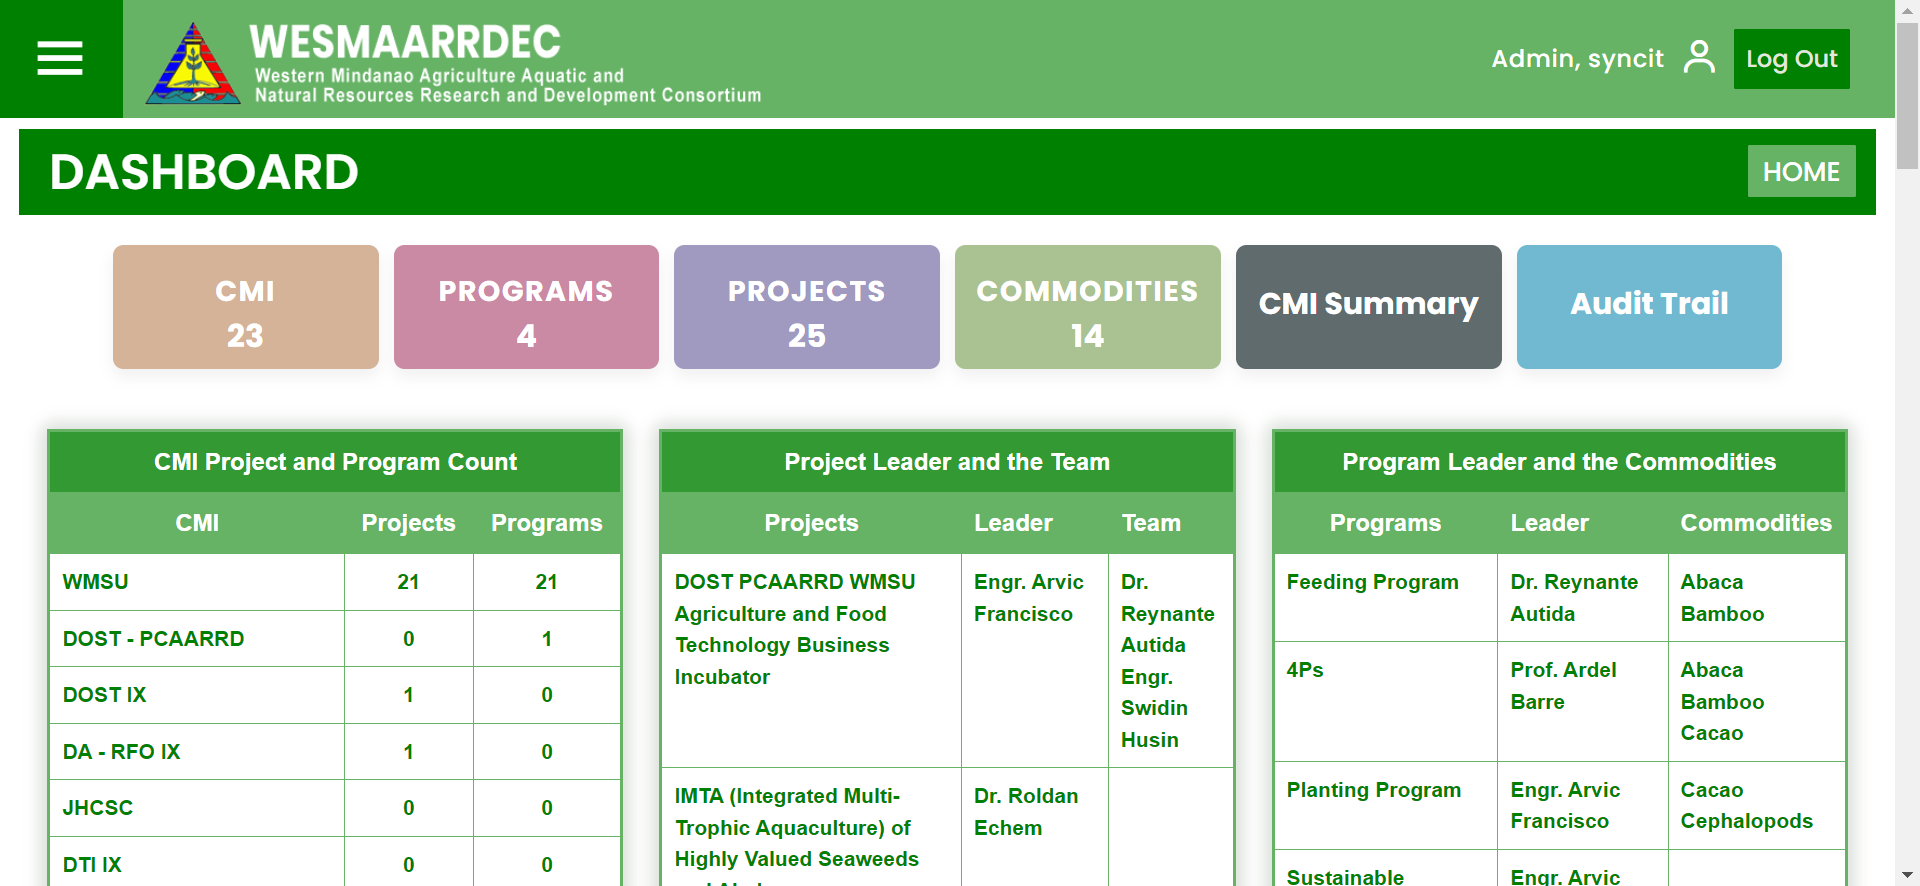 WESMAARRDEC
Western Mindanao Agriculture Aquatic and
Natural Resources Research and Development Consortium
Admin, syncit
Log Out
DASHBOARD
HOME
CMI
23
PROGRAMS
4
PROJECTS
25
COMMODITIES
14
CMI Summary
Audit Trail
CMI Project and Program Count
CMI Projects Programs
WMSU 21 21
DOST - PCAARRD 0 1
DOST IX 1 0
DA - RFO IX 1 0
JHCSC 0 0
DTI IX 0 0
Project Leader and the Team
Projects Leader Team
DOST PCAARRD WMSU
Agriculture and Food
Technology Business
Incubator
Engr. Arvic
Francisco
Dr.
Reynante
Autida
Engr.
Swidin
Husin
IMTA (Integrated Multi-
Trophic Aquaculture) of
Highly Valued Seaweeds
Dr. Roldan
Echem
Program Leader and the Commodities
Programs Leader Commodities
Feeding Program
Dr. Reynante
Autida
Abaca
Bamboo
4Ps
Prof. Ardel
Barre
Abaca
Bamboo
Cacao
Planting Program
Engr. Arvic
Francisco
Cacao
Cephalopods
Sustainable
Engr. Arvic